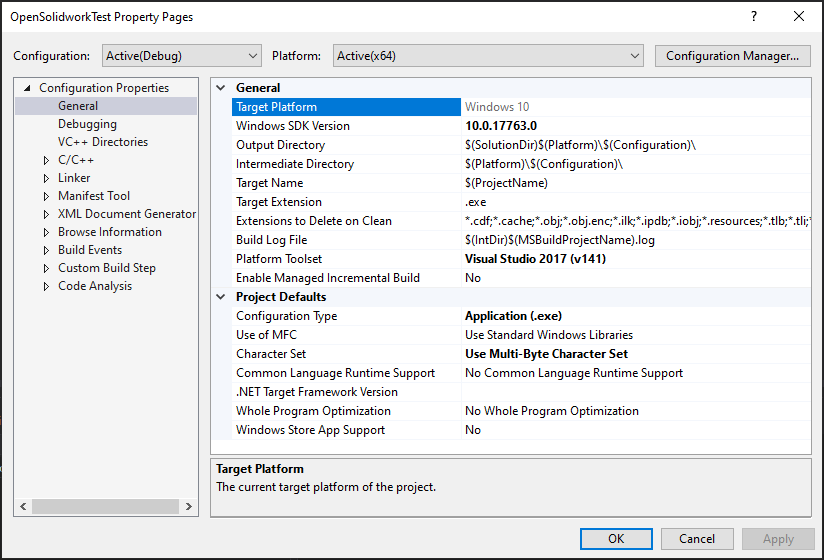 OpenSolidworkTest Property Pages
?
Configuration: Active(Debug) Platform: Active(x64) Configuration Manager...
Configuration Properties
General
Debugging
VC++ Directories
C/C++
Linker
Manifest Tool
XML Document Generator
Browse Information
Build Events
Custom Build Step
Code Analysis
General
Target Platform Windows 10
Windows SDK Version 10.0.17763.0
Output Directory $(SolutionDir)$(Platform)\$(Configuration)\
Intermediate Directory $(Platform)\$(Configuration)\
Target Name $(ProjectName)
Target Extension .exe
Extensions to Delete on Clean *.cdf;*.cache;*.obj;*.obj.enc;*.ilk;*.ipdb;*.iobj;*.resources;*.tlb;*.tli;*
Build Log File $(IntDir)$(MSBuildProjectName).log
Platform Toolset Visual Studio 2017 (v141)
Enable Managed Incremental Build No
Project Defaults
Configuration Type Application (.exe)
Use of MFC Use Standard Windows Libraries
Character Set Use Multi-Byte Character Set
Common Language Runtime Support No Common Language Runtime Support
.NET Target Framework Version
Whole Program Optimization No Whole Program Optimization
Windows Store App Support No
Target Platform
The current target platform of the project.
OK Cancel Apply